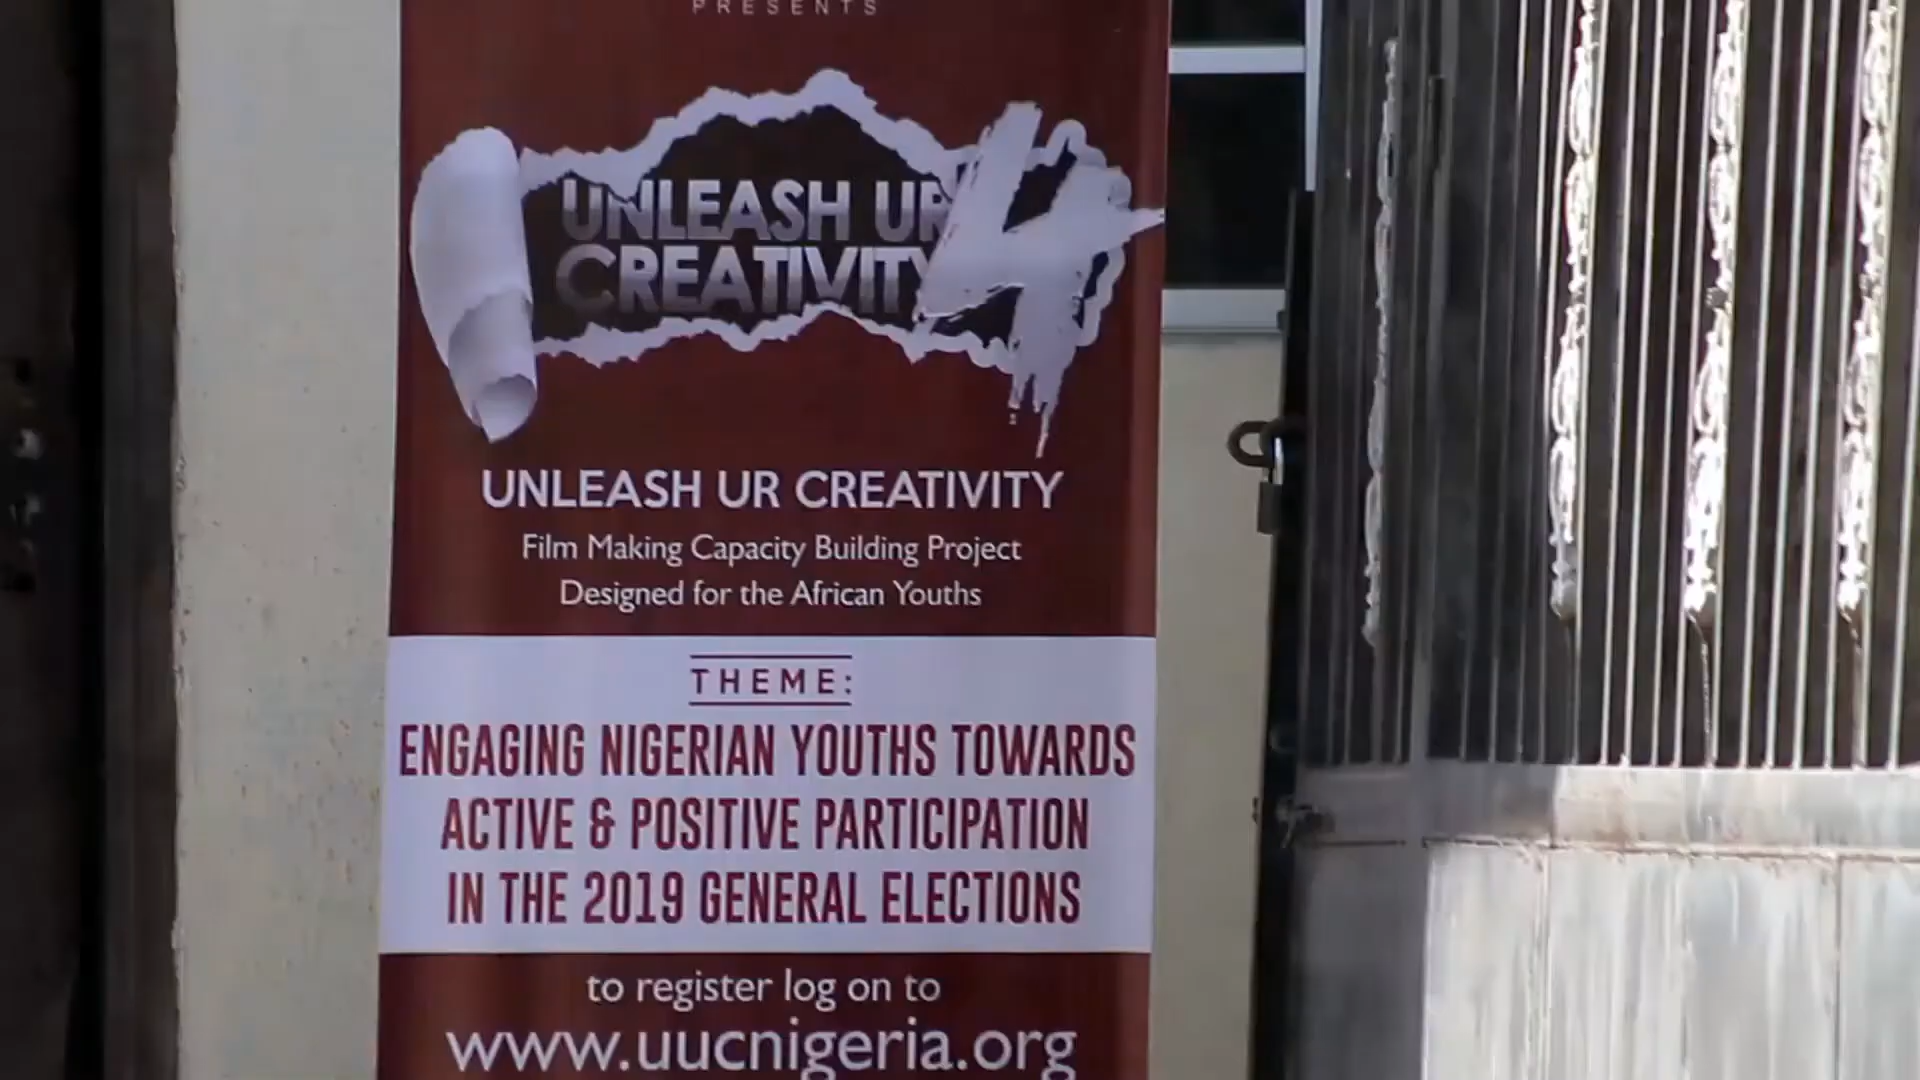 PRESENTS
UNLEASH UR 4
CREATIVITY
UNLEASH UR CREATIVITY
Film Making Capacity Building Project
Designed for the African Youths
THEME:
ENGAGING NIGERIAN YOUTHS TOWARDS
ACTIVE & POSITIVE PARTICIPATION
IN THE 2019 GENERAL ELECTIONS
to register log on to
www.uucnigeria.org